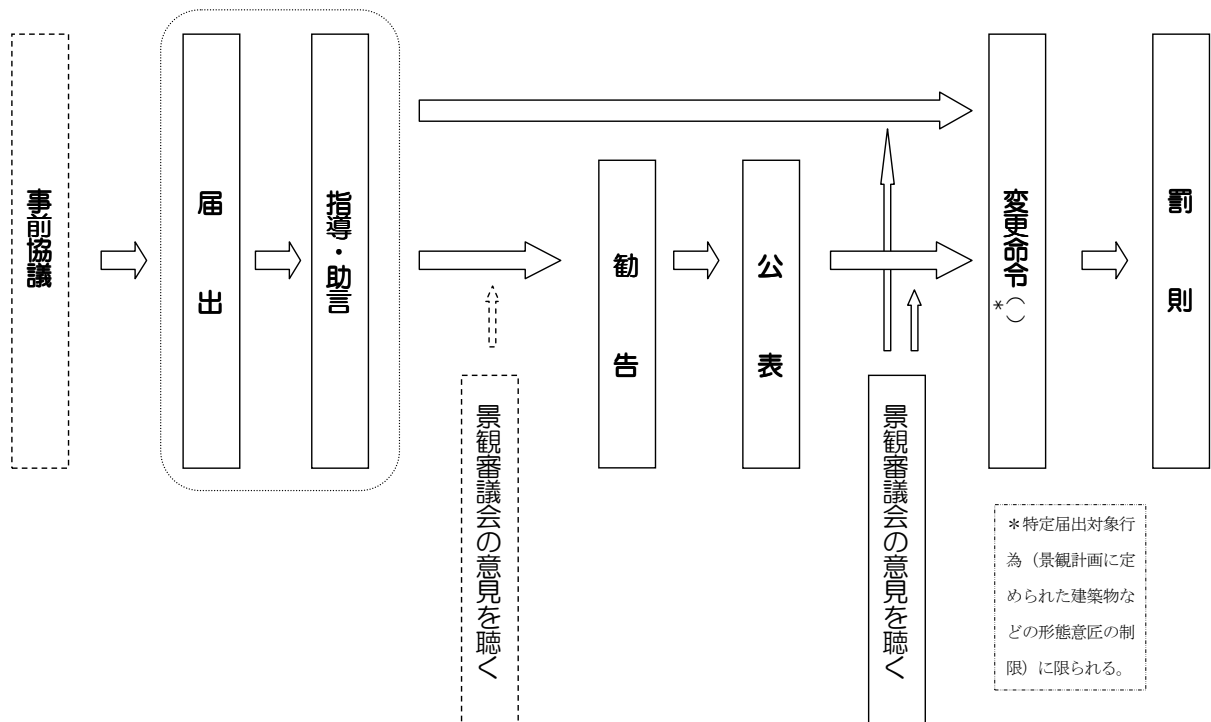 事前協議
届出
指導・助言
景観審議会の意見を聴く
勧告
公表
景観審議会の意見を聴く
変更命令(*)
罰則
＊特定届出対象行
為（景観計画に定
められた建築物な
どの形態意匠の制
限）に限られる。